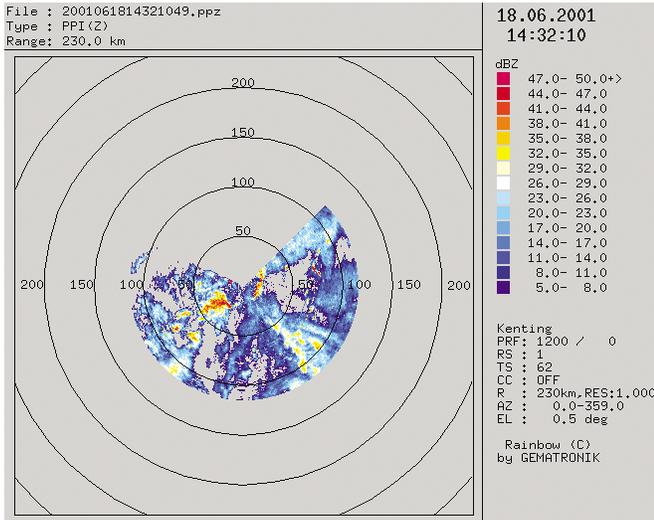 File : 2001061814321049.ppz
Type : PPI(Z)
Range: 230.0 km
18.06.2001
14:32:10
dBZ
47.0- 50.0+>
44.0- 47.0
41.0- 44.0
38.0- 41.0
35.0- 38.0
32.0- 35.0
29.0- 32.0
26.0- 29.0
23.0- 26.0
20.0- 23.0
17.0- 20.0
14.0- 17.0
11.0- 14.0
8.0- 11.0
5.0- 8.0
200
150
100
50
200 150 100 50 50 100 150 200
Kenting
PRF: 1200 / 0
RS : 1
TS : 62
CC : OFF
R : 230km,RES:1.000
AZ : 0.0-359.0
EL : 0.5 deg
Rainbow (C)
by GEMATRONIK